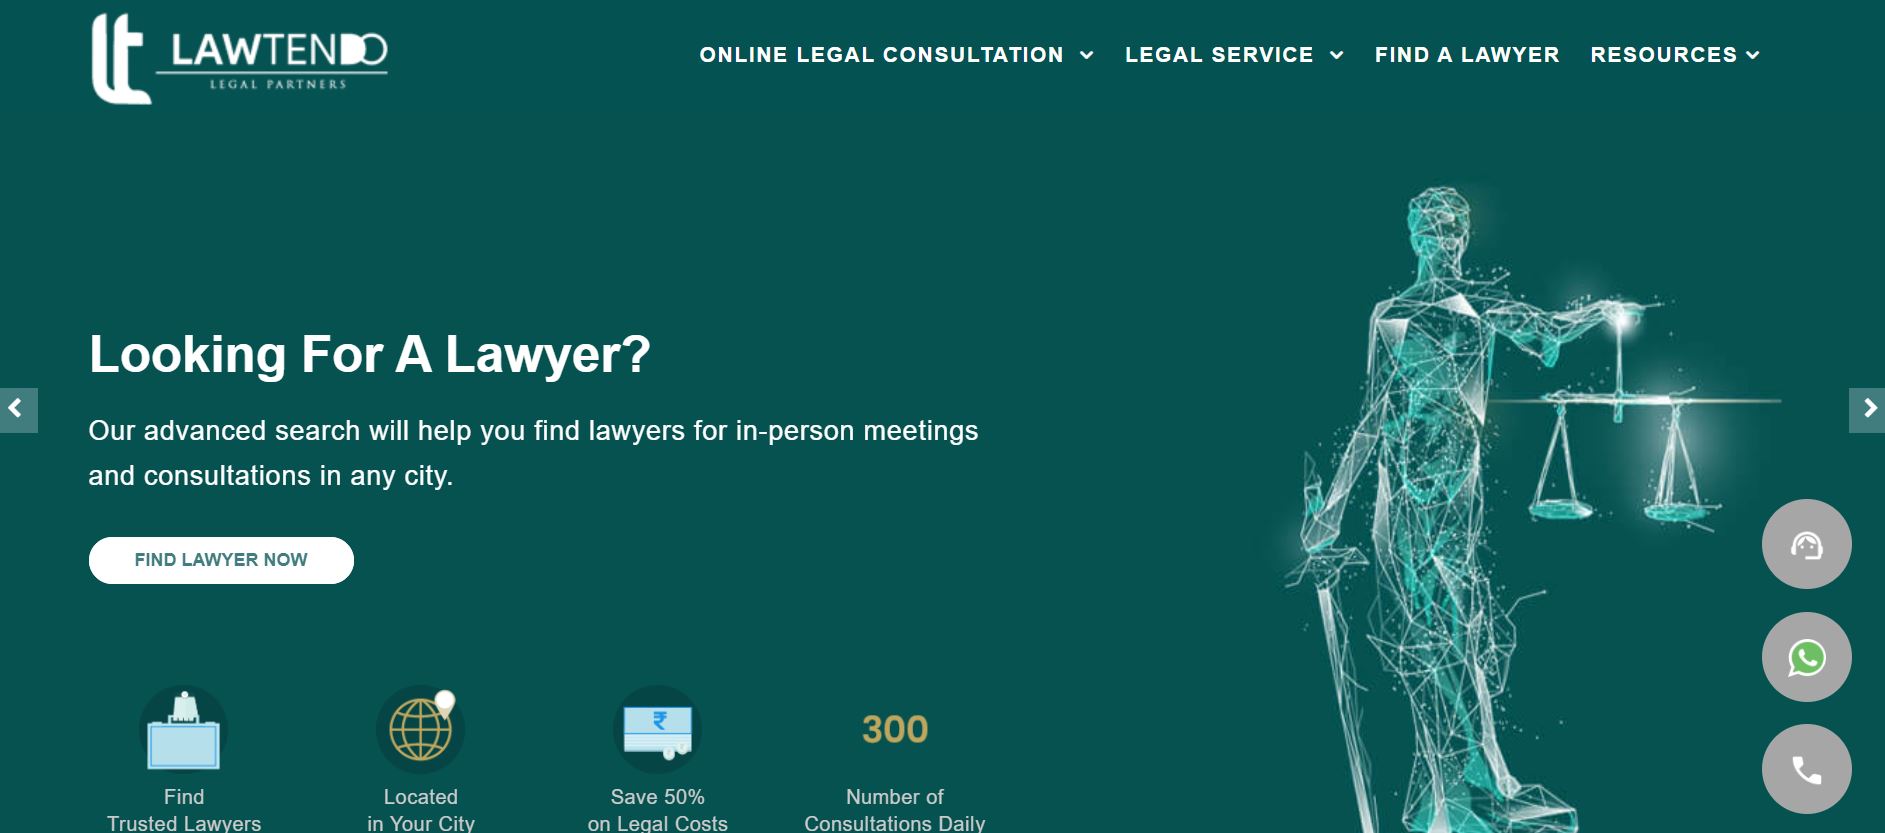 LAWTENDO
LEGAL PARTNERS
ONLINE LEGAL CONSULTATION
LEGAL SERVICE
FIND A LAWYER
RESOURCES
Looking For A Lawyer?
Our advanced search will help you find lawyers for in-person meetings
and consultations in any city.
FIND LAWYER NOW
₹
300
Find
Trusted Lawyers
Located
in Your City
Save 50%
on Legal Costs
Number of
Consultations Daily